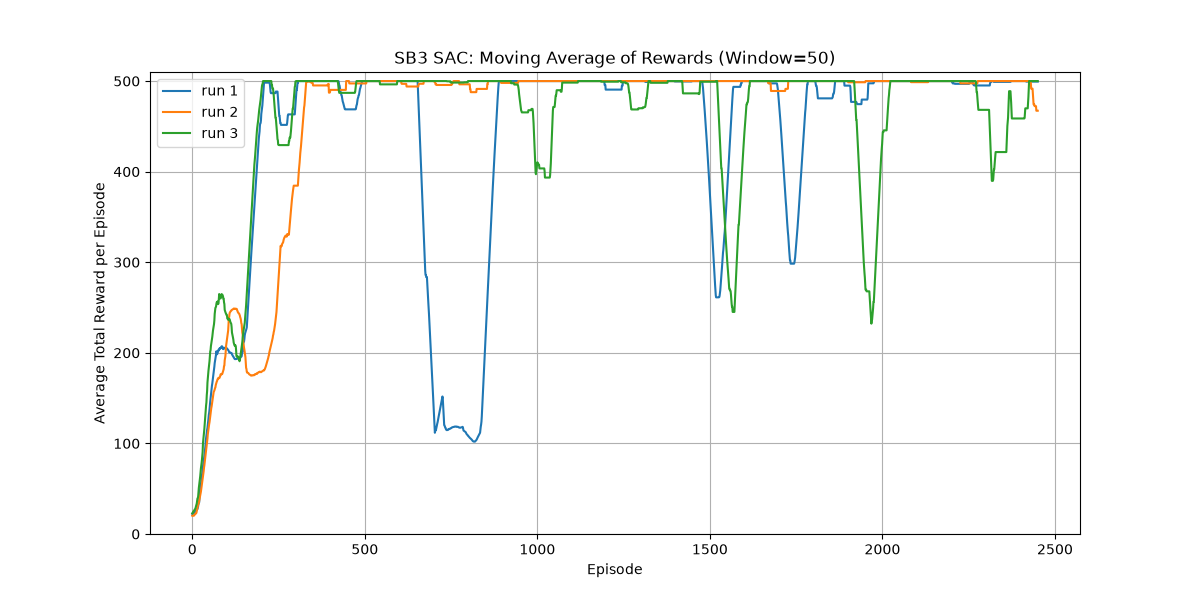 SB3 SAC: Moving Average of Rewards (Window=50)
run 1
run 2
run 3
Average Total Reward per Episode
500
400
300
200
100
0
0
500
1000
1500
2000
2500
Episode